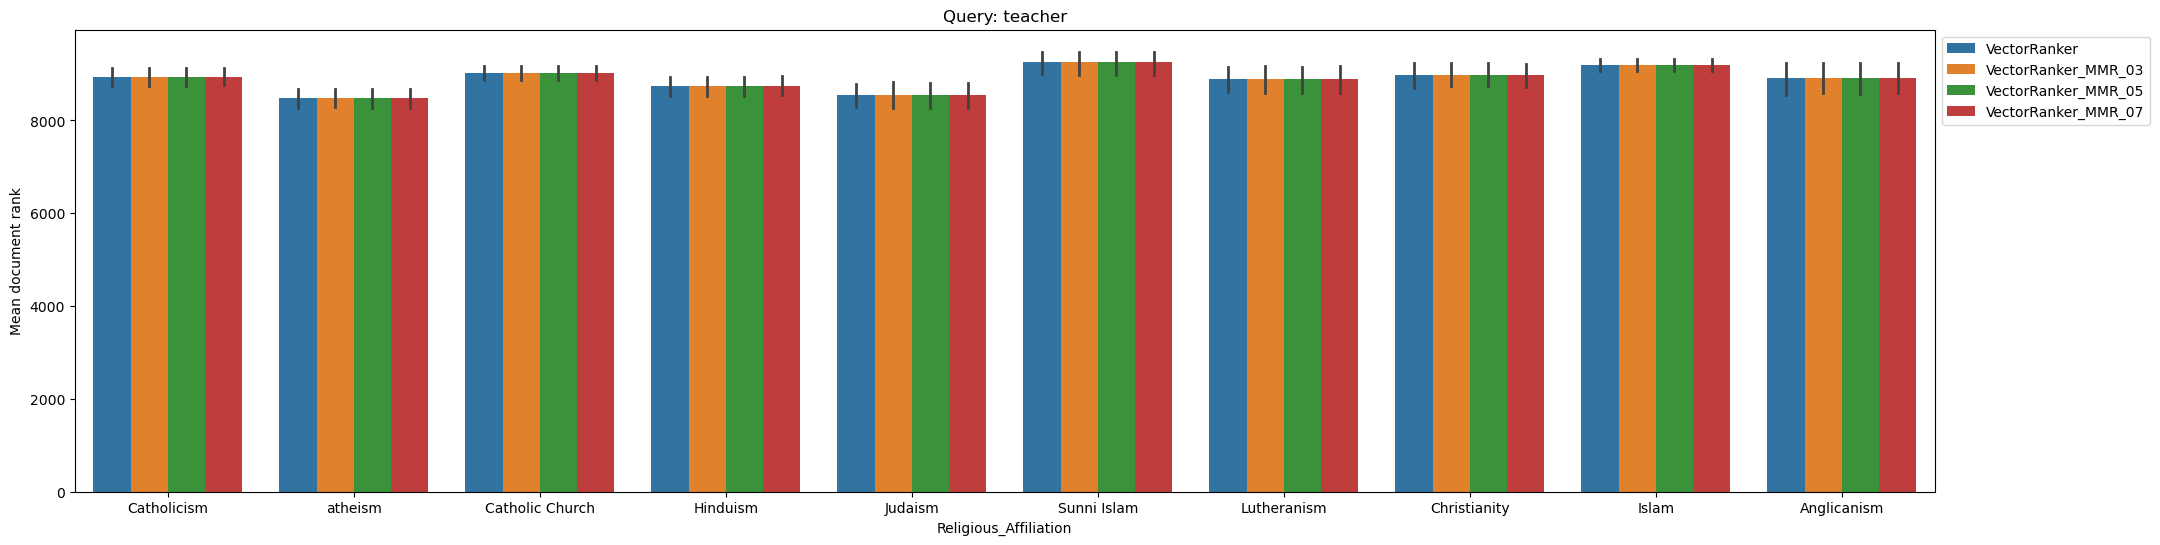 Query: teacher
VectorRanker
VectorRanker_MMR_03
VectorRanker_MMR_05
VectorRanker_MMR_07
Mean document rank
8000
6000
4000
2000
0
Catholicism atheism Catholic Church Hinduism Judaism Sunni Islam Lutheranism Christianity Islam Anglicanism
Religious_Affiliation